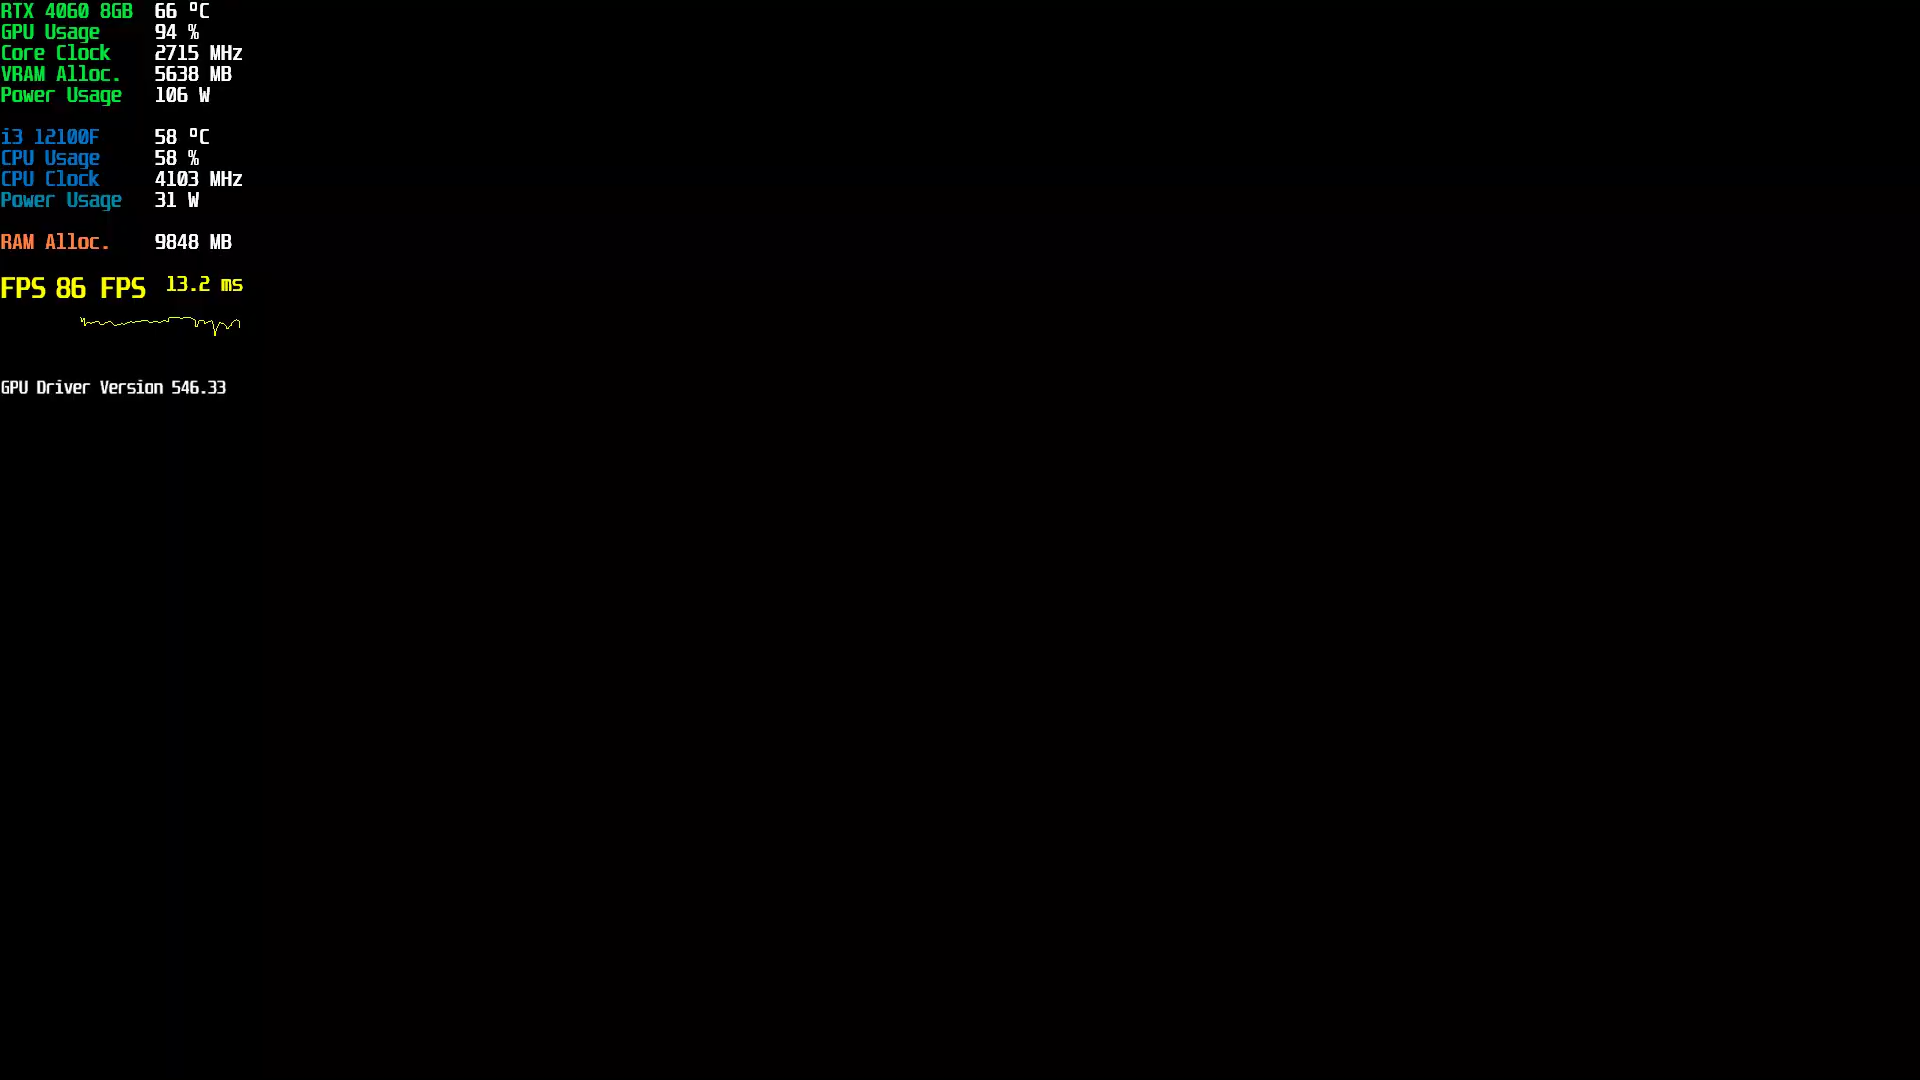 RTX 4060 8GB 66 °C
GPU Usage 94 %
Core Clock 2715 MHz
VRAM Alloc. 5638 MB
Power Usage 106 W
i3 12100F 58 °C
CPU Usage 58 %
CPU Clock 4103 MHz
Power Usage 31 W
RAM Alloc. 9848 MB
FPS 86 FPS 13.2 ms
GPU Driver Version 546.33